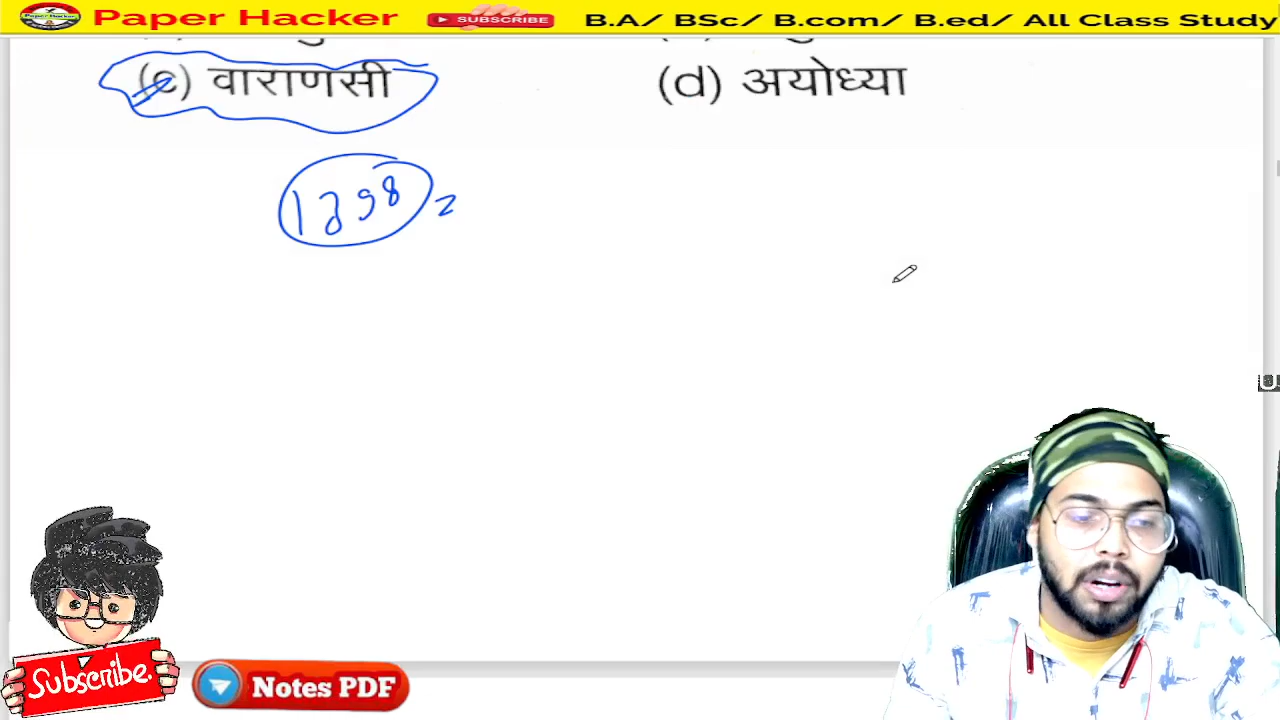 Paper Hacker SUBSCRIBE B.A/ BSc/ B.com/ B.ed/ All Class Study
(c) वाराणसी (d) अयोध्या
1398
Subscribe.
Notes PDF